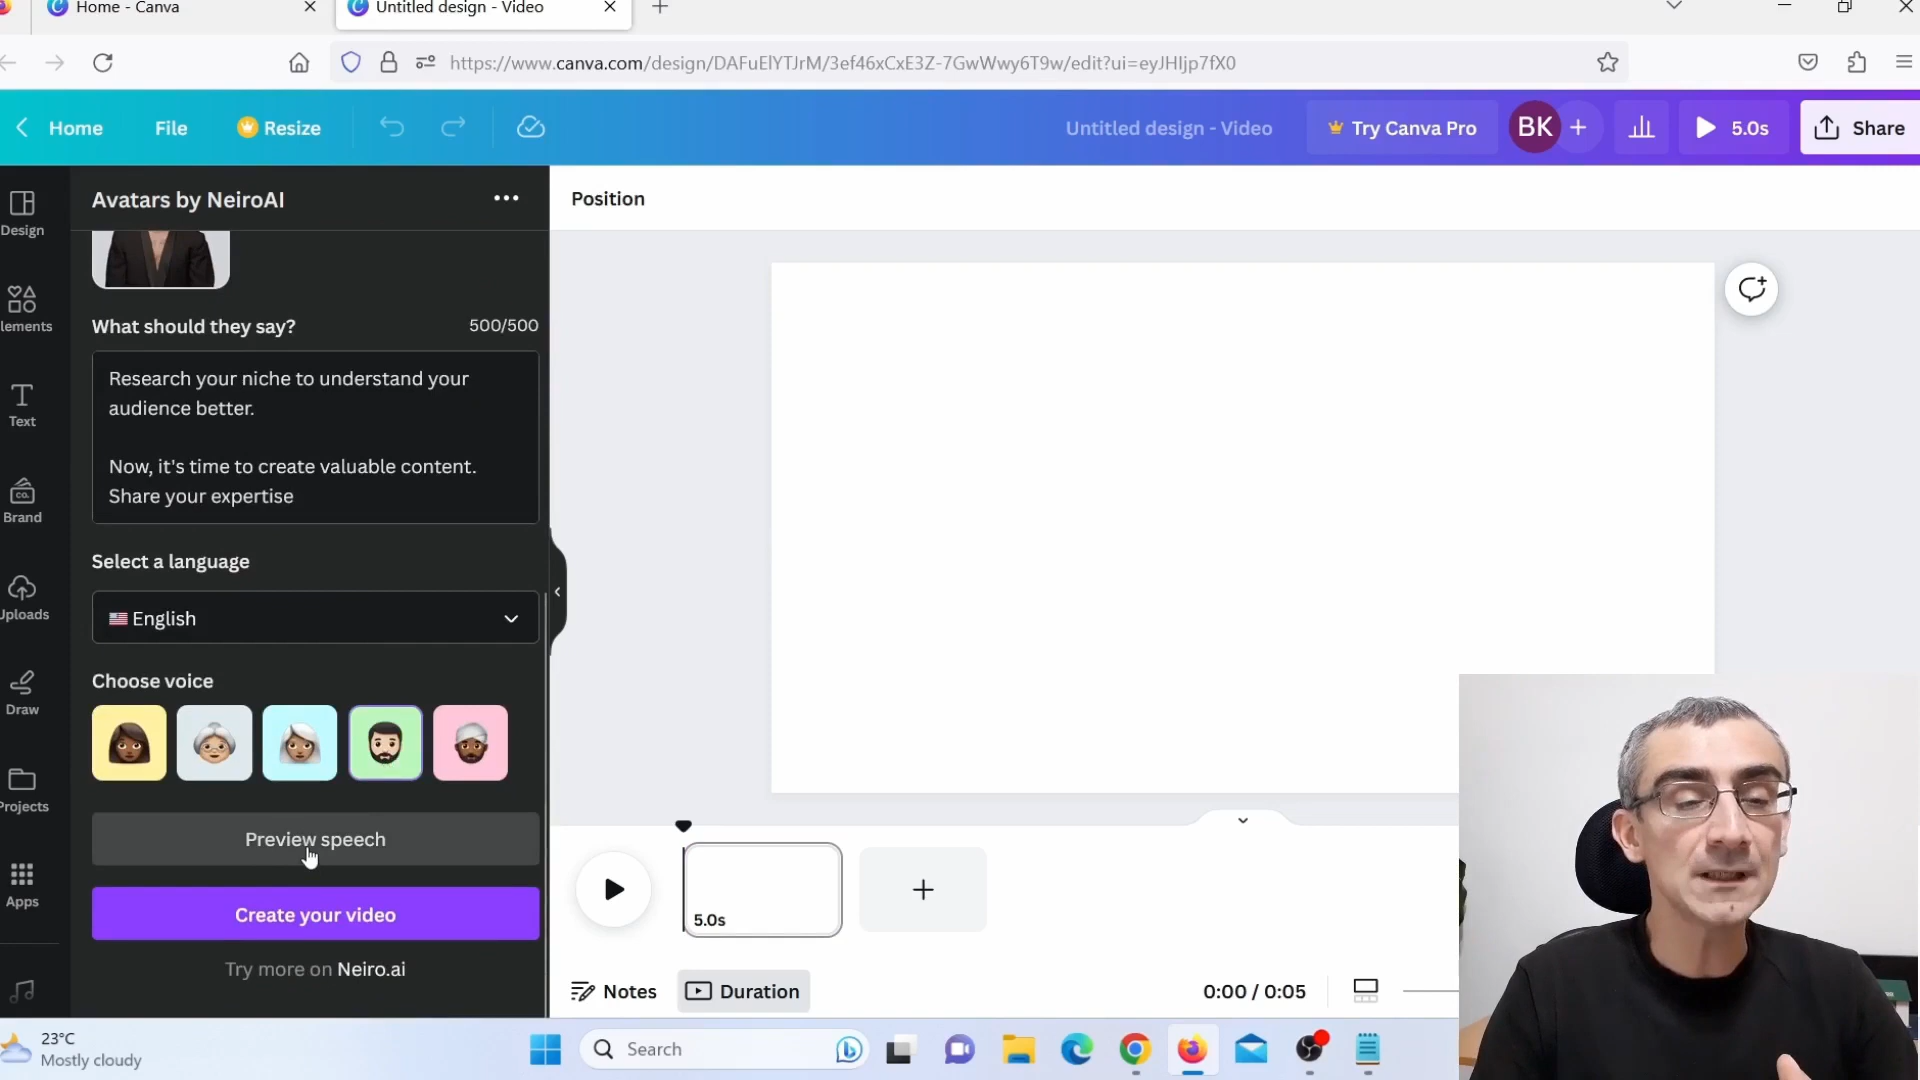 Home - Canva
Untitled design - Video
https://www.canva.com/design/DAFuElYTJrM/3ef46xCxE3Z-7GwWwy6T9w/edit?ui=eyJHIjp7fX0
Home
File
Resize
Untitled design - Video
Try Canva Pro
BK
5.0s
Share
Design
Avatars by NeiroAI
Position
lements
What should they say?
500/500
Research your niche to understand your
audience better.
Now, it's time to create valuable content.
Share your expertise
Text
CO.
Brand
Select a language
English
Uploads
Choose voice
Draw
Projects
Preview speech
Apps
Create your video
Try more on Neiro.ai
5.0s
Notes
Duration
0:00 / 0:05
23°C
Mostly cloudy
Search